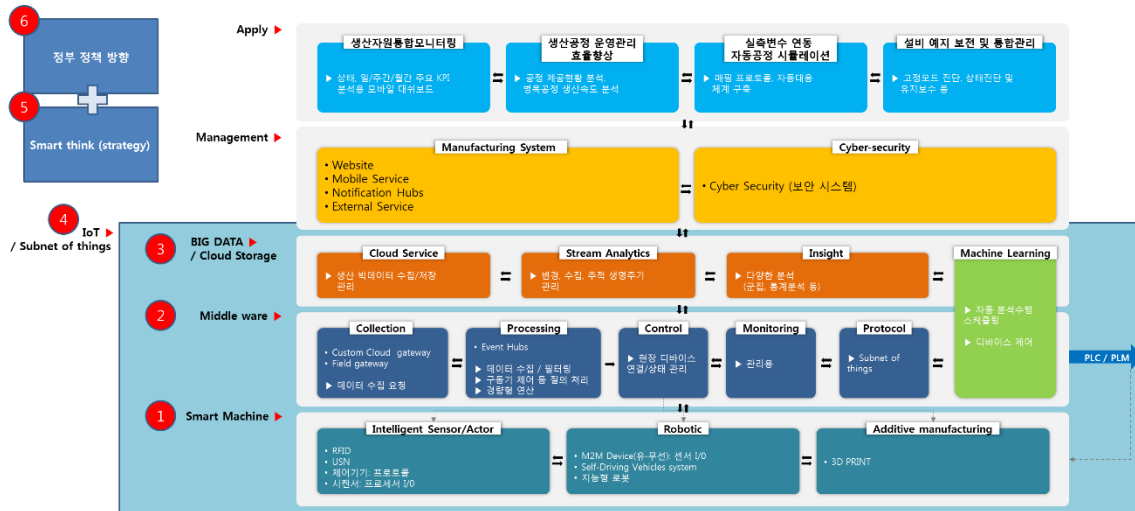 6
정부 정책 방향
5
Smart think (strategy)
Apply ▶
생산자원통합모니터링
▶ 상태, 일/주간/월간 주요 KPI
분석용 모바일 대쉬보드
생산공정 운영관리
효율향상
▶ 공정 제공현황 분석,
병목공정 생산속도 분석
실측변수 연동
자동공정 시뮬레이션
▶ 매핑 프로토콜, 자동대응
체계 구축
설비 예지 보전 및 통합관리
▶ 고정모드 진단, 상태진단 및
유지보수 등
Management ▶
Manufacturing System
• Website
• Mobile Service
• Notification Hubs
• External Service
Cyber-security
• Cyber Security (보안 시스템)
4
IoT ▶
/ Subnet of things
3
BIG DATA ▶
/ Cloud Storage
Cloud Service
▶ 생산 빅데이터 수집/저장
관리
Stream Analytics
▶ 변경, 수집, 추적 생명주기
관리
Insight
▶ 다양한 분석
(군집, 통계분석 등)
Machine Learning
▶ 자동 분석수행
스케쥴링
▶ 디바이스 제어
2
Middle ware ▶
Collection
• Custom Cloud gateway
• Field gateway
▶ 데이터 수집 요청
Processing
• Event Hubs
▶ 데이터 수집 / 필터링
▶ 구동기 제어 등 질의 처리
▶ 경량형 연산
Control
▶ 현장 디바이스
연결/상태 관리
Monitoring
▶ 관리용
Protocol
▶ Subnet of
things
PLC / PLM
1
Smart Machine ▶
Intelligent Sensor/Actor
• RFID
• USN
• 제어기기: 프로토콜
• 시퀀서: 프로세서 I/0
Robotic
• M2M Device(유·무선): 센서 I/0
• Self-Driving Vehicles system
• 지능형 로봇
Additive manufacturing
• 3D PRINT